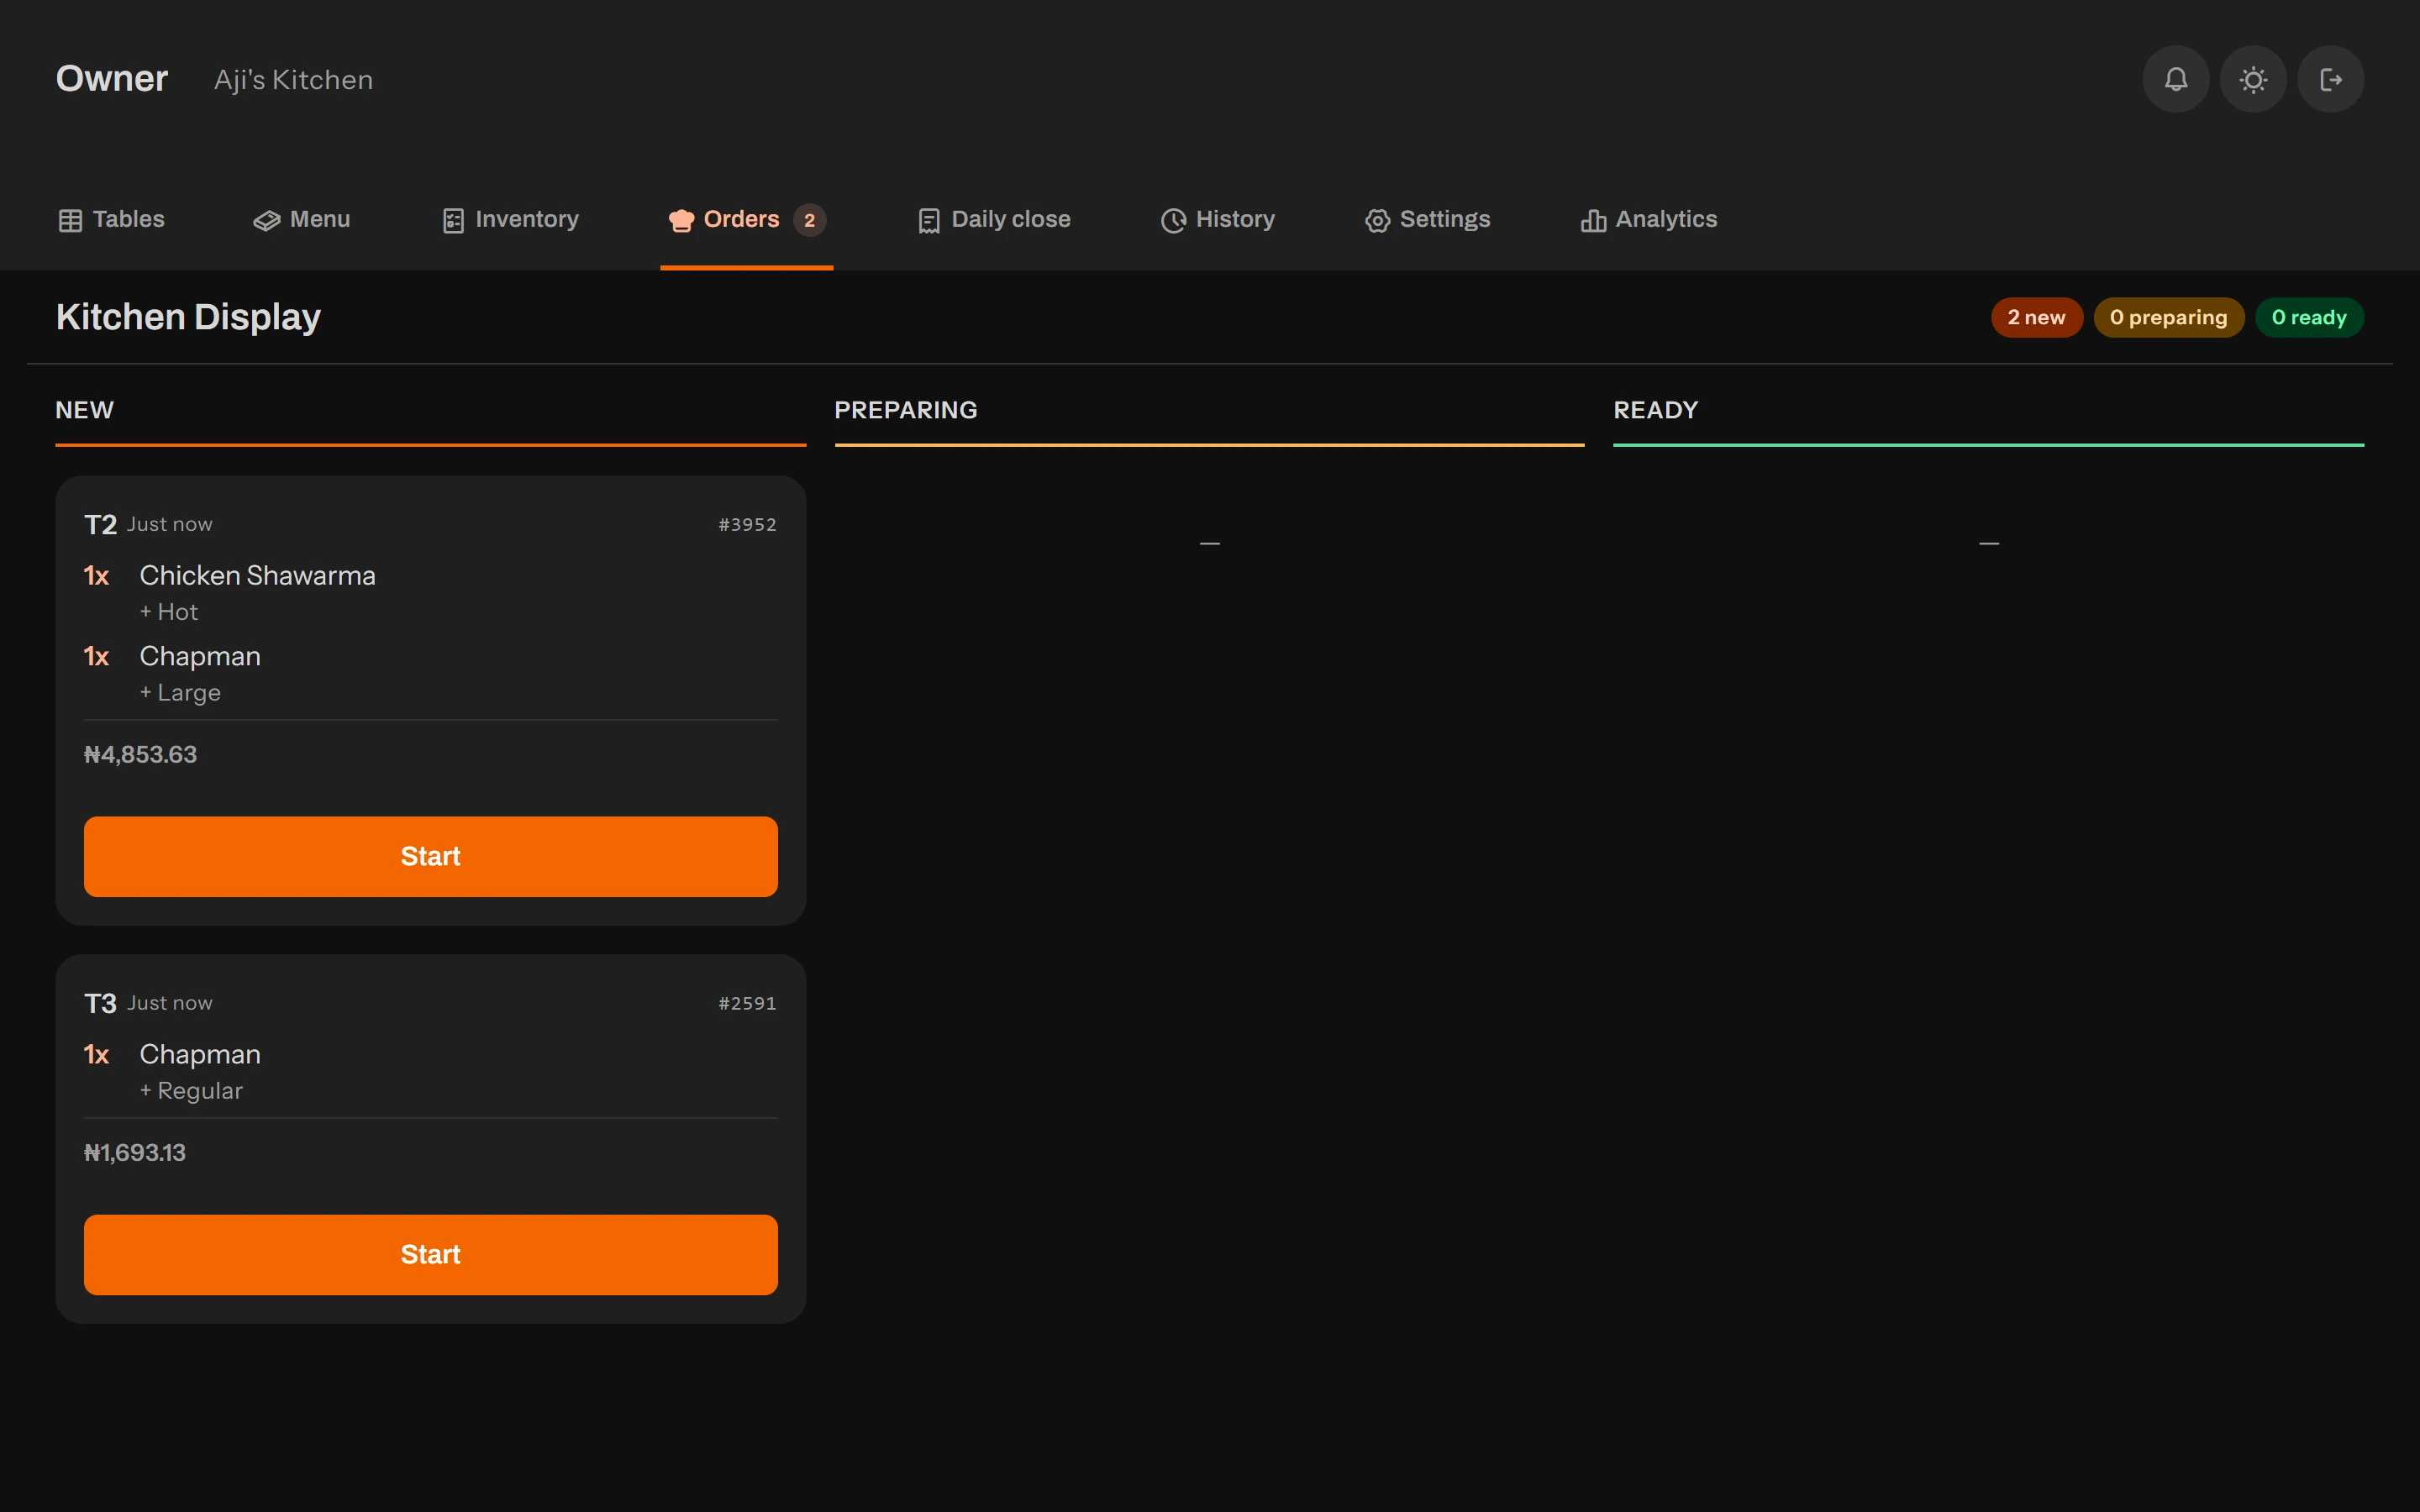 Owner Aji's Kitchen
Tables Menu Inventory Orders 2 Daily close History Settings Analytics
Kitchen Display 2 new 0 preparing 0 ready
NEW PREPARING READY
T2 Just now #3952
1x Chicken Shawarma
+ Hot
1x Chapman
+ Large
₦4,853.63
Start
T3 Just now #2591
1x Chapman
+ Regular
₦1,693.13
Start
— —